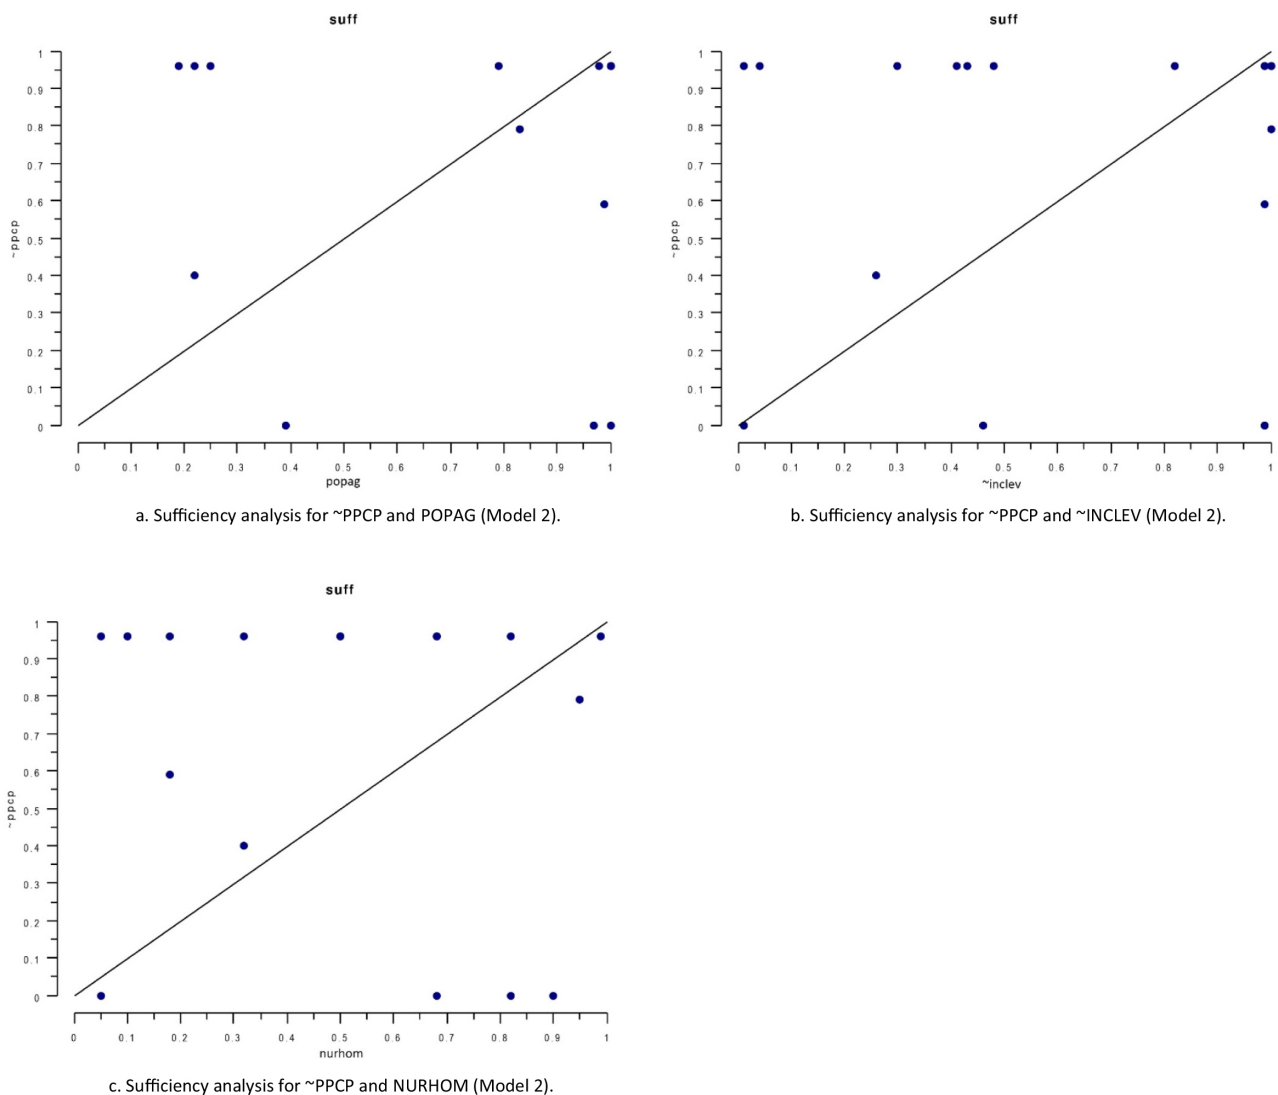 suff
1
0.9
0.8
0.7
0.6
0.5
0.4
0.3
0.2
0.1
0
~ppcp
0 0.1 0.2 0.3 0.4 0.5 0.6 0.7 0.8 0.9 1
popag
a. Sufficiency analysis for ~PPCP and POPAG (Model 2).
suff
1
0.9
0.8
0.7
0.6
0.5
0.4
0.3
0.2
0.1
0
~ppcp
0 0.1 0.2 0.3 0.4 0.5 0.6 0.7 0.8 0.9 1
~inclev
b. Sufficiency analysis for ~PPCP and ~INCLEV (Model 2).
suff
1
0.9
0.8
0.7
0.6
0.5
0.4
0.3
0.2
0.1
0
~ppcp
0 0.1 0.2 0.3 0.4 0.5 0.6 0.7 0.8 0.9 1
nurhom
c. Sufficiency analysis for ~PPCP and NURHOM (Model 2).